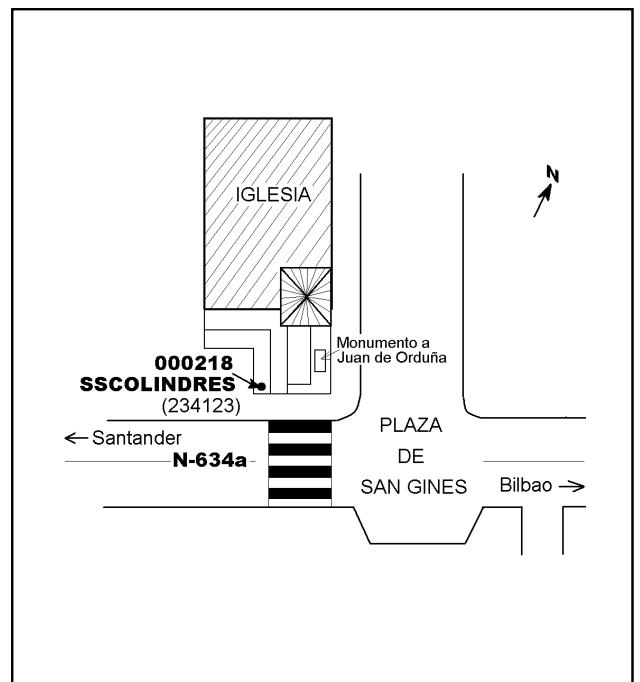 IGLESIA
N
Monumento a
Juan de Orduña
000218
SSCOLINDRES
(234123)
← Santander
N-634a
PLAZA
DE
SAN GINES
Bilbao →